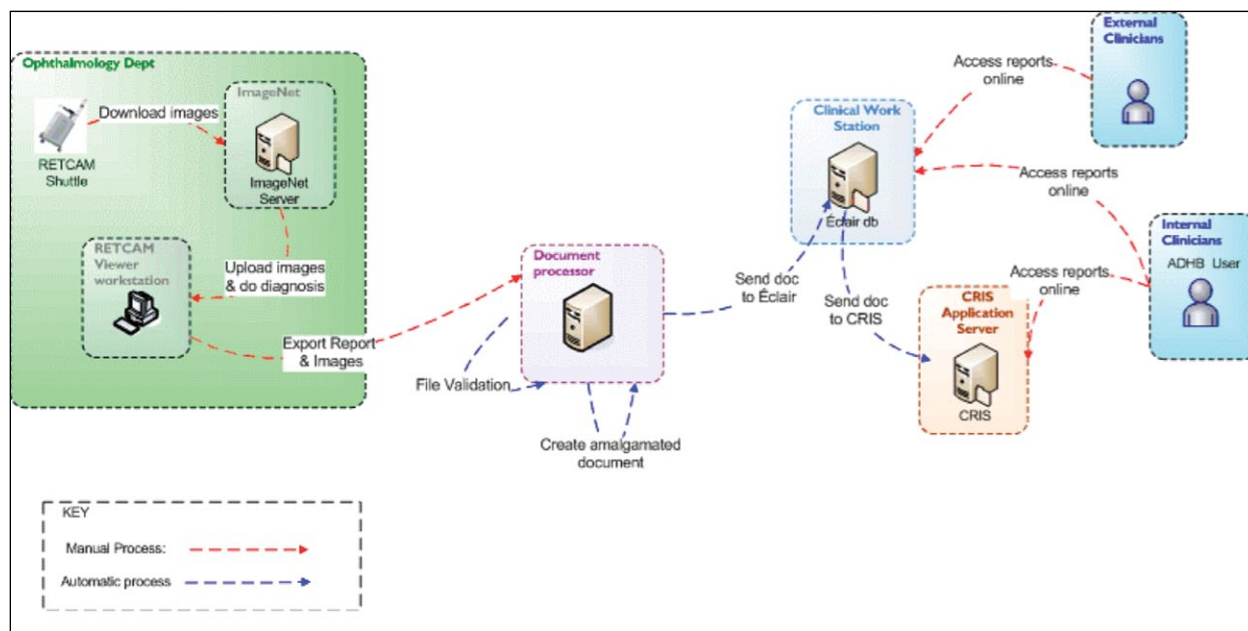 Ophthalmology Dept
Download images
RETCAM
Shuttle
ImageNet
ImageNet
Server
RETCAM
Viewer
workstation
Upload images
& do diagnosis
Export Report
& Images
Document
processor
File Validation
Create amalgamated
document
Send doc
to Éclair
Clinical Work
Station
Éclair db
Send doc
to CRIS
CRIS
Application
Server
CRIS
Access reports
online
External
Clinicians
Access reports
online
Access reports
online
Internal
Clinicians
ADHB User
KEY
Manual Process:
Automatic process